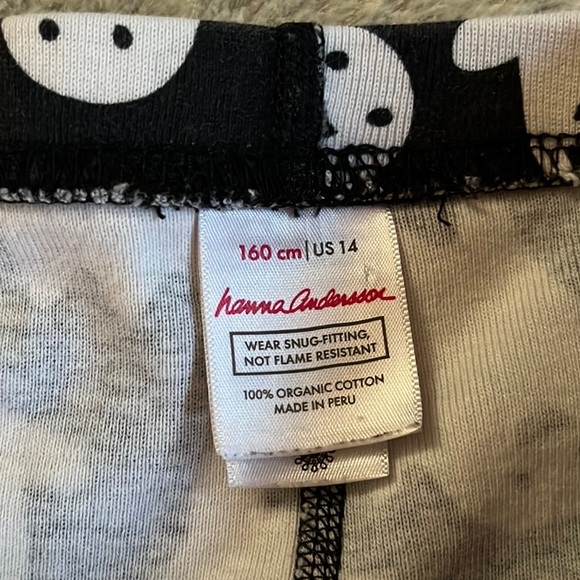 160 cm | US 14
hanna Andersson
WEAR SNUG-FITTING,
NOT FLAME RESISTANT
100% ORGANIC COTTON
MADE IN PERU